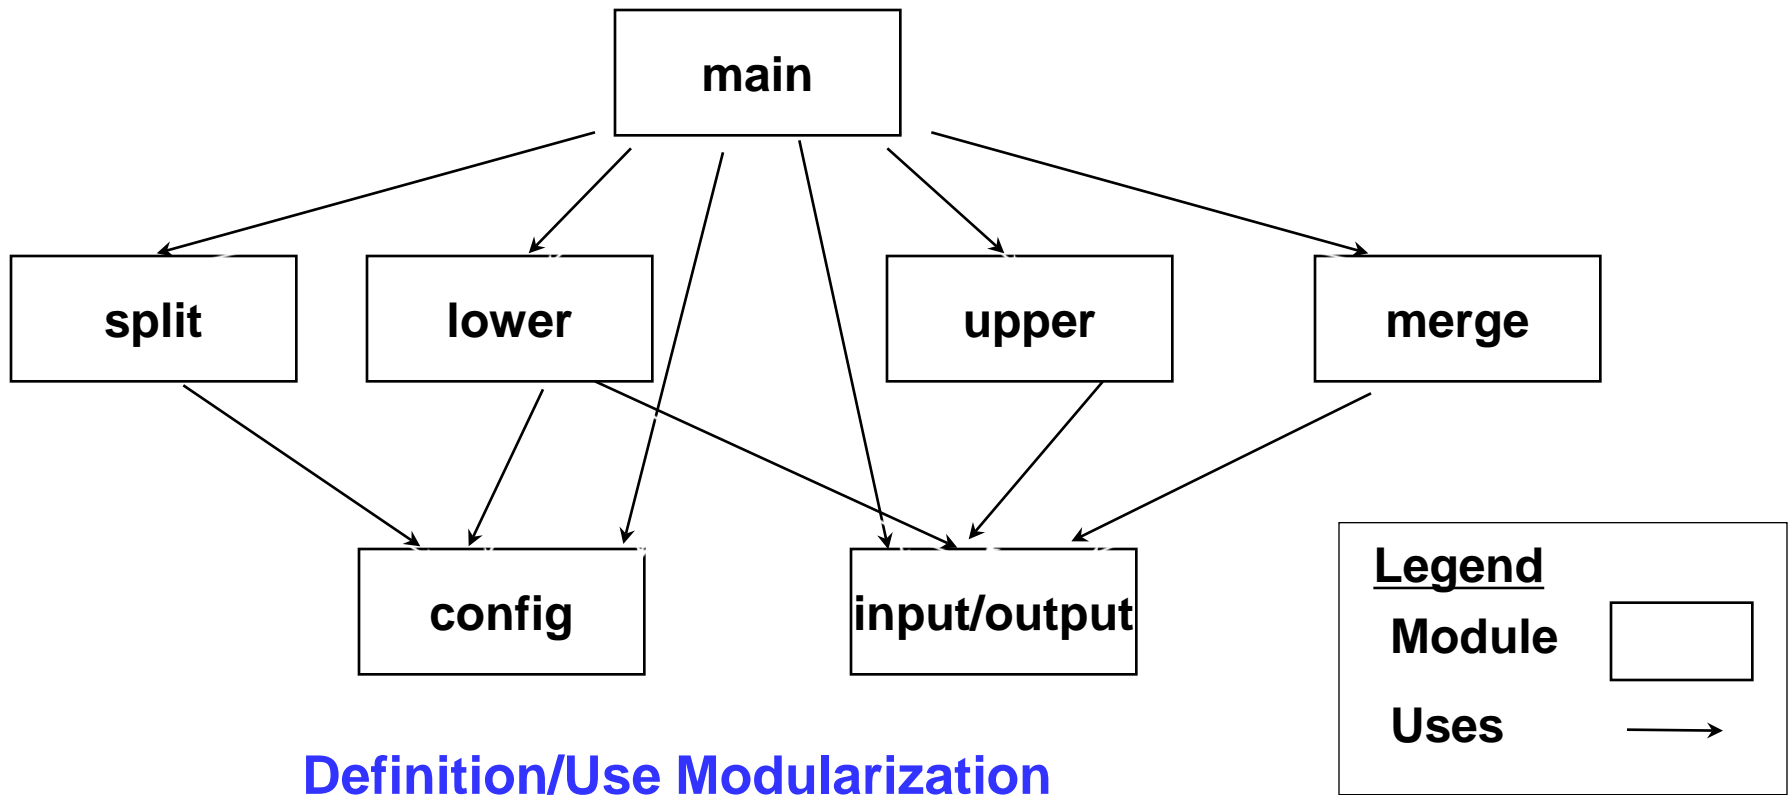 main
split
lower
upper
merge
config
input/output
Legend
Module
Uses
Definition/Use Modularization